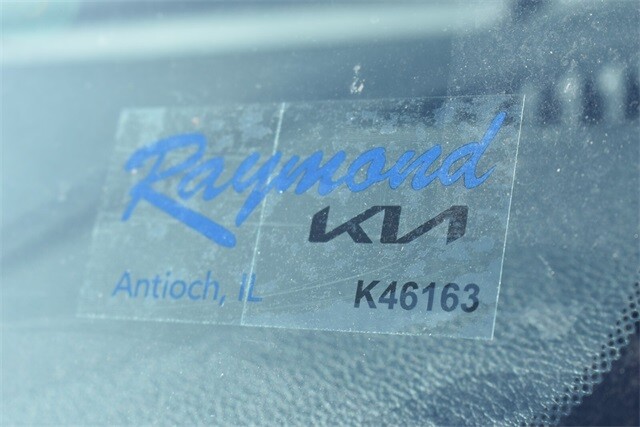 Raymond
KIA
Antioch, IL
K46163